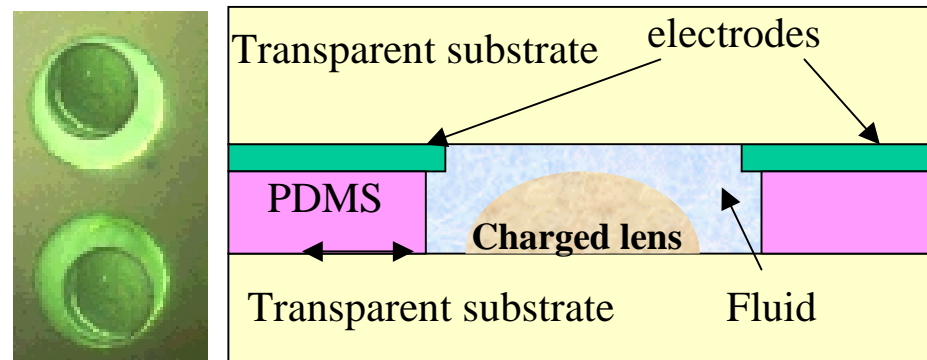 electrodes
Transparent substrate
PDMS
Charged lens
Transparent substrate
Fluid